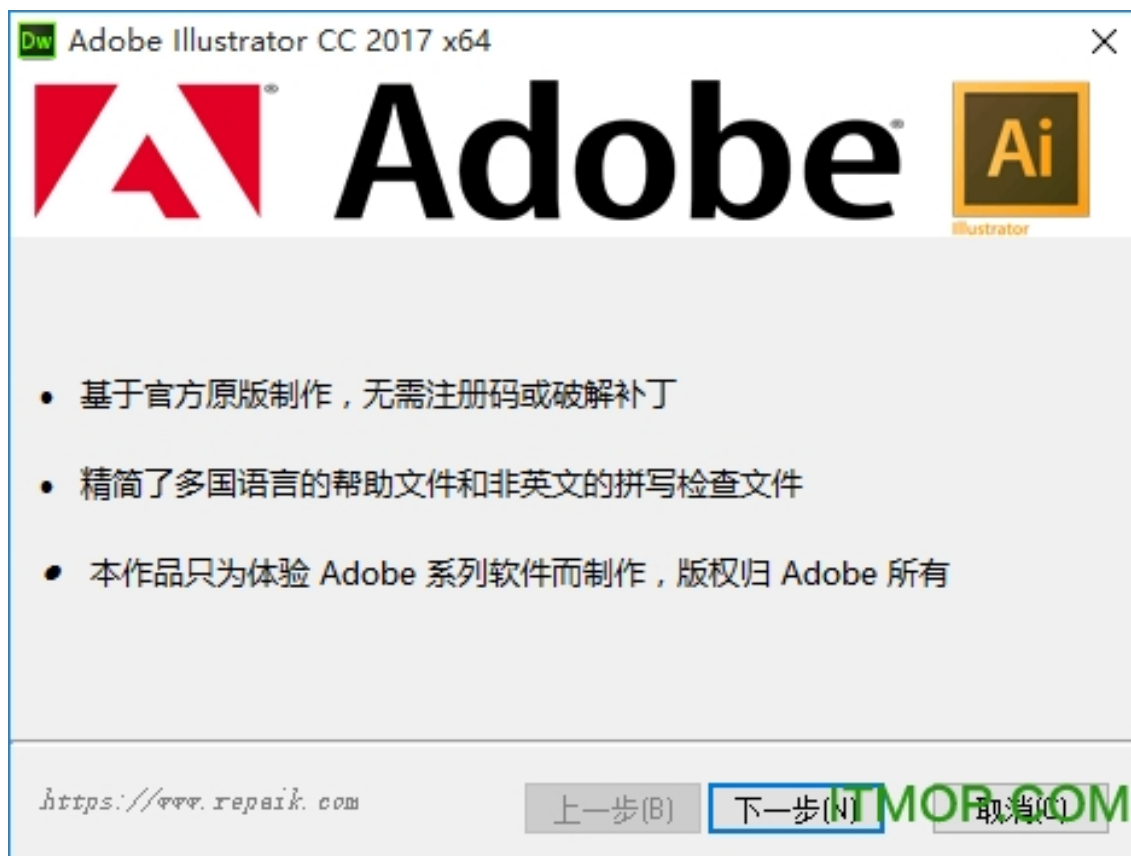 Dw Adobe Illustrator CC 2017 x64
Adobe® Ai
Illustrator
基于官方原版制作，无需注册码或破解补丁
精简了多国语言的帮助文件和非英文的拼写检查文件
本作品只为体验 Adobe 系列软件而制作，版权归 Adobe 所有
https://www.repaik.com 上一步(B) 下一步(N) 取消(C)
ITMOP.COM